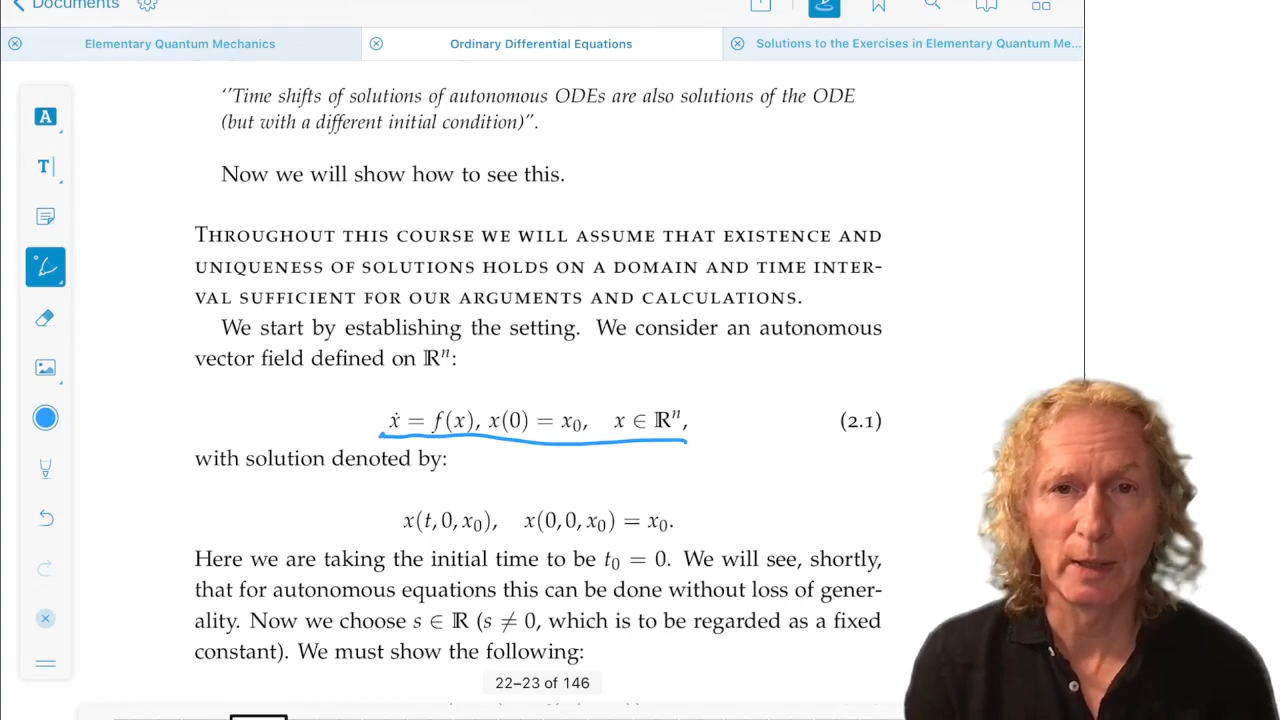 Documents
Elementary Quantum Mechanics
Ordinary Differential Equations
Solutions to the Exercises in Elementary Quantum Me...
‘’Time shifts of solutions of autonomous ODEs are also solutions of the ODE
(but with a different initial condition)”.
Now we will show how to see this.
THROUGHOUT THIS COURSE WE WILL ASSUME THAT EXISTENCE AND
UNIQUENESS OF SOLUTIONS HOLDS ON A DOMAIN AND TIME INTER-
VAL SUFFICIENT FOR OUR ARGUMENTS AND CALCULATIONS.
We start by establishing the setting. We consider an autonomous
vector field defined on ℝⁿ:
ẋ = f(x), x(0) = x₀, x ∈ ℝⁿ, (2.1)
with solution denoted by:
x(t, 0, x₀), x(0, 0, x₀) = x₀.
Here we are taking the initial time to be t₀ = 0. We will see, shortly,
that for autonomous equations this can be done without loss of gener-
ality. Now we choose s ∈ ℝ (s ≠ 0, which is to be regarded as a fixed
constant). We must show the following:
22–23 of 146
A
T